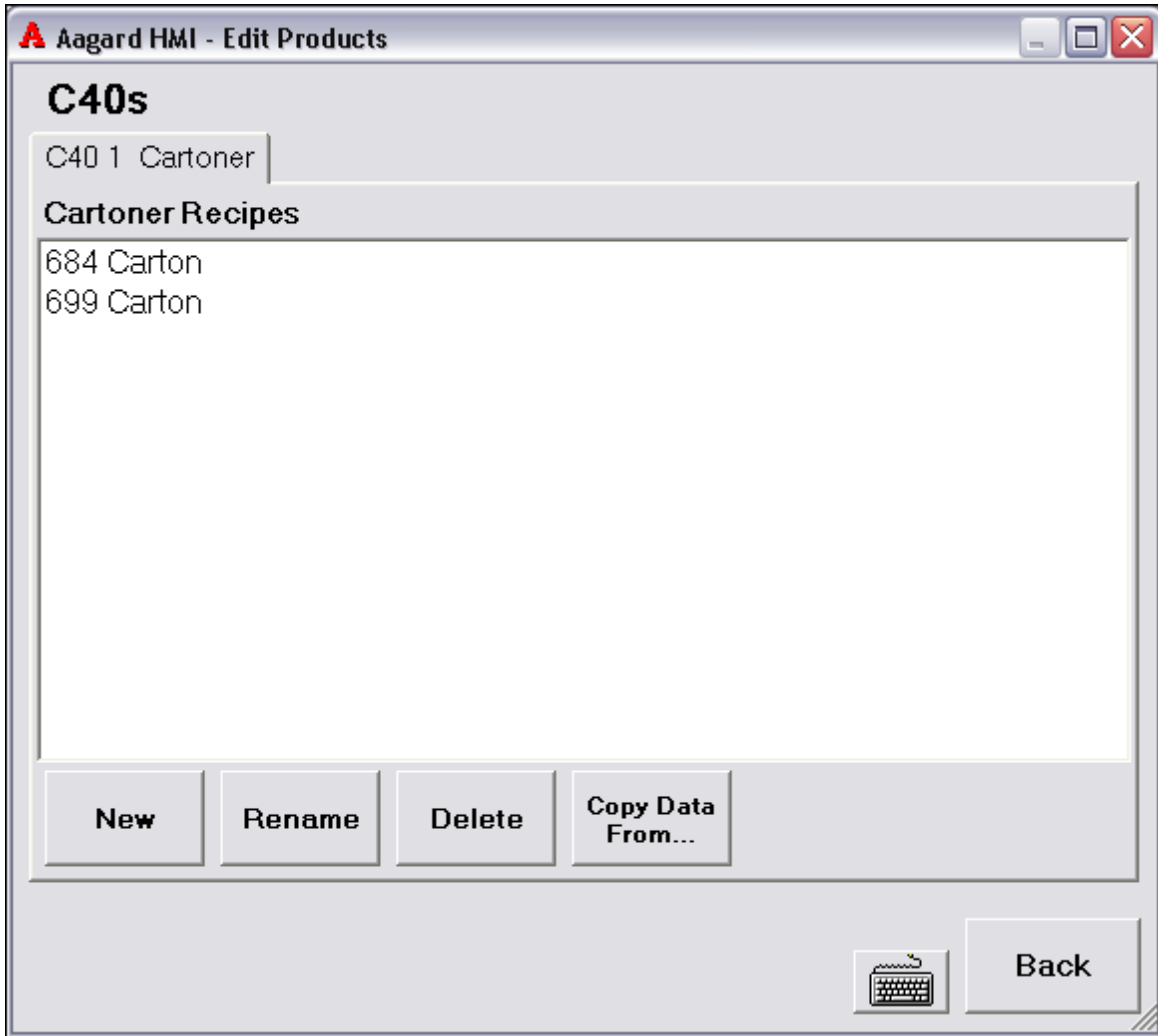 Aagard HMI - Edit Products
C40s
C40 1 Cartoner
Cartoner Recipes
684 Carton
699 Carton
New
Rename
Delete
Copy Data
From...
Back